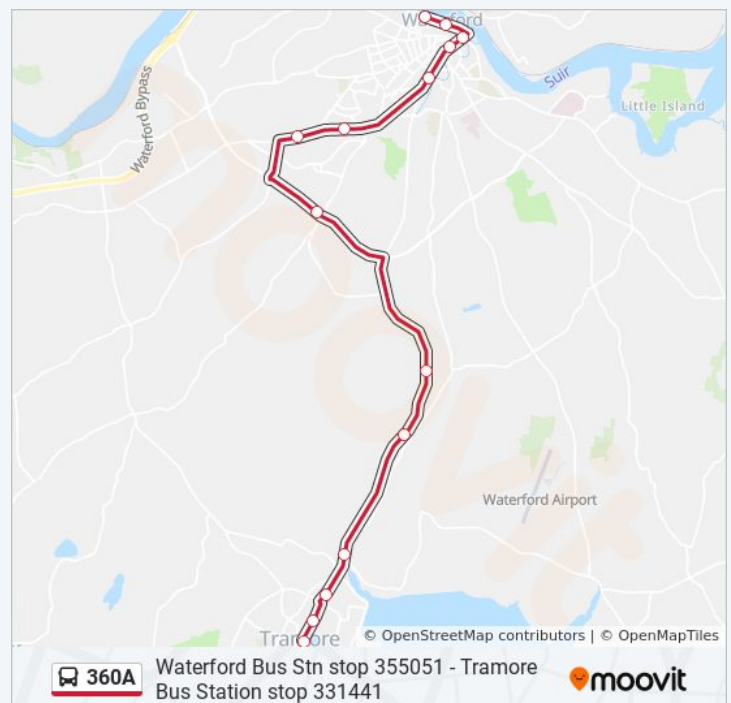 Waterford
Suir
Little Island
Waterford Bypass
moovit
Waterford Airport
Tramore
© OpenStreetMap contributors | © OpenMapTiles
360A
Waterford Bus Stn stop 355051 - Tramore
Bus Station stop 331441
moovit